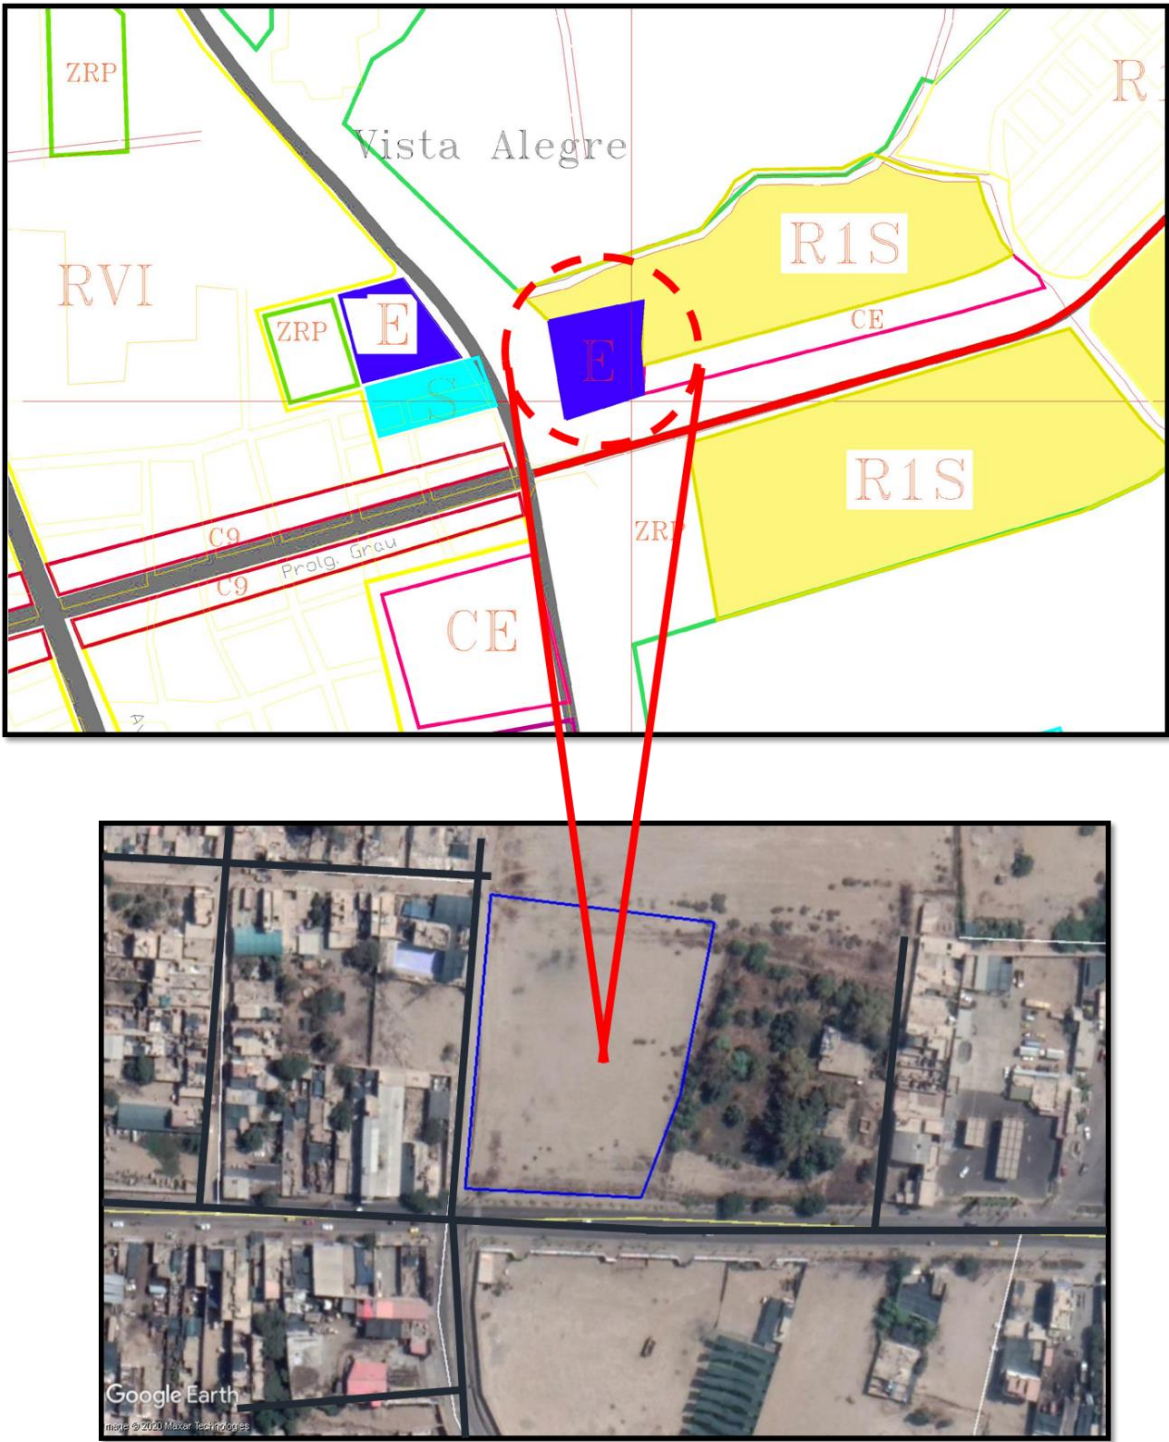 ZRP
R1
Vista Alegre
R1S
RVI
ZRP
E
CE
E
S
R1S
C9
ZRP
Prolg. Grau
C9
CE
Av
Google Earth
Image © 2020 Maxar Technologies